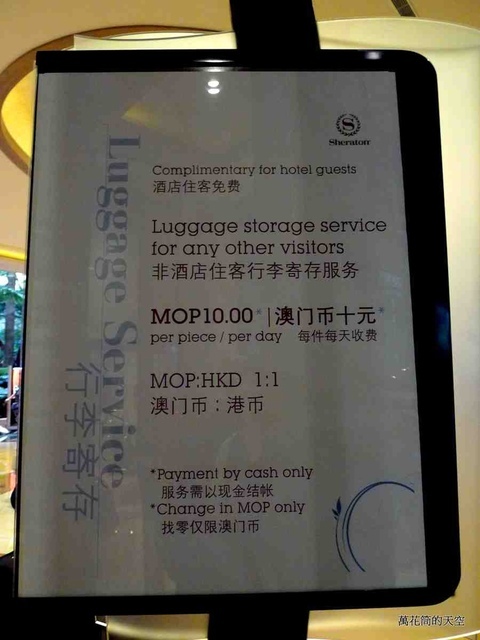 Sheraton
Luggage Service
行李寄存
Complimentary for hotel guests
酒店住客免费
Luggage storage service
for any other visitors
非酒店住客行李寄存服务
MOP10.00* | 澳门币十元*
per piece / per day 每件每天收费
MOP:HKD 1:1
澳门币：港币
*Payment by cash only
服务需以现金结帐
*Change in MOP only
找零仅限澳门币
萬花筒的天空